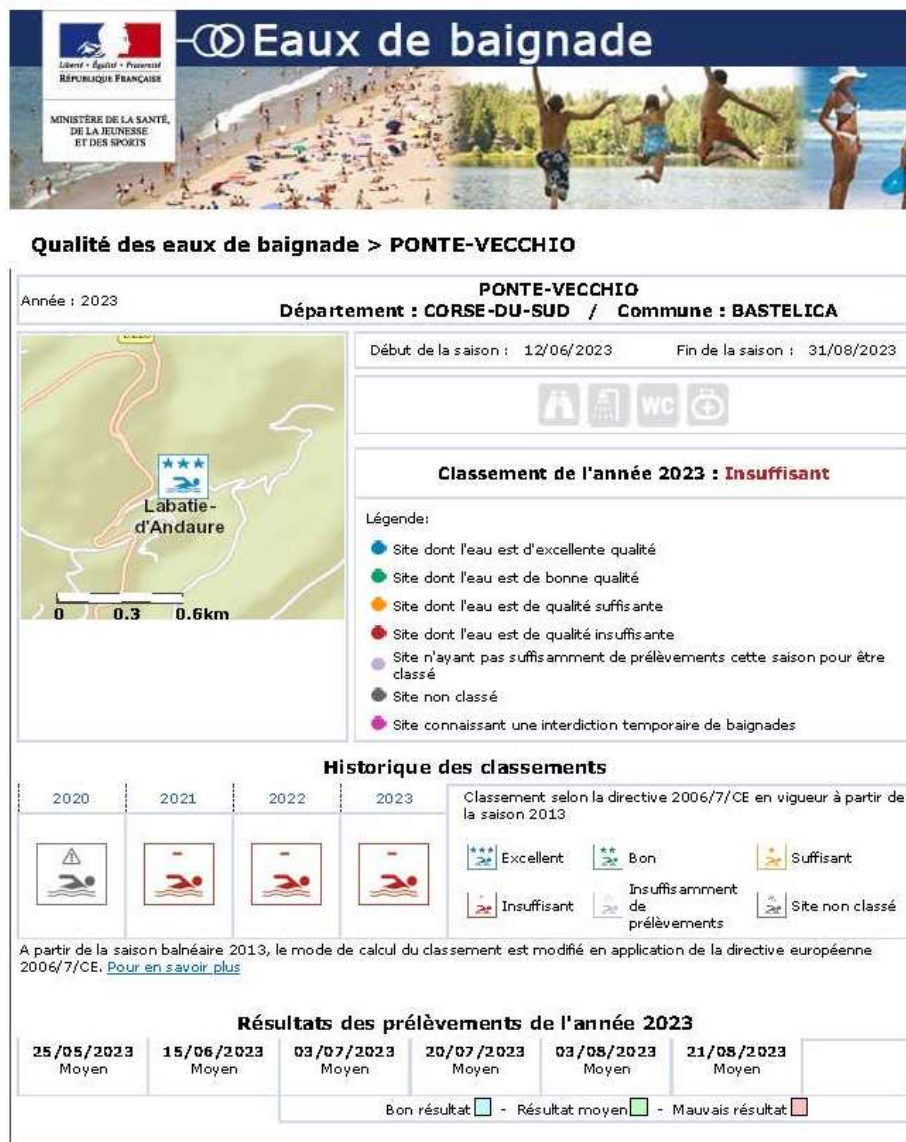 Eaux de baignade
Liberté • Égalité • Fraternité
RÉPUBLIQUE FRANÇAISE
MINISTÈRE DE LA SANTÉ,
DE LA JEUNESSE
ET DES SPORTS
Qualité des eaux de baignade > PONTE-VECCHIO
Année : 2023
PONTE-VECCHIO
Département : CORSE-DU-SUD / Commune : BASTELICA
Début de la saison : 12/06/2023 Fin de la saison : 31/08/2023
WC
Labatie-
d'Andaure
0 0.3 0.6km
Classement de l'année 2023 : Insuffisant
Légende:
Site dont l'eau est d'excellente qualité
Site dont l'eau est de bonne qualité
Site dont l'eau est de qualité suffisante
Site dont l'eau est de qualité insuffisante
Site n'ayant pas suffisamment de prélèvements cette saison pour être
classé
Site non classé
Site connaissant une interdiction temporaire de baignades
Historique des classements
2020 2021 2022 2023
Classement selon la directive 2006/7/CE en vigueur à partir de
la saison 2013
Excellent Bon Suffisant
Insuffisant
Insuffisamment
de
prélèvements
Site non classé
A partir de la saison balnéaire 2013, le mode de calcul du classement est modifié en application de la directive européenne
2006/7/CE. Pour en savoir plus
Résultats des prélèvements de l'année 2023
25/05/2023 15/06/2023 03/07/2023 20/07/2023 03/08/2023 21/08/2023
Moyen Moyen Moyen Moyen Moyen Moyen
Bon résultat - Résultat moyen - Mauvais résultat